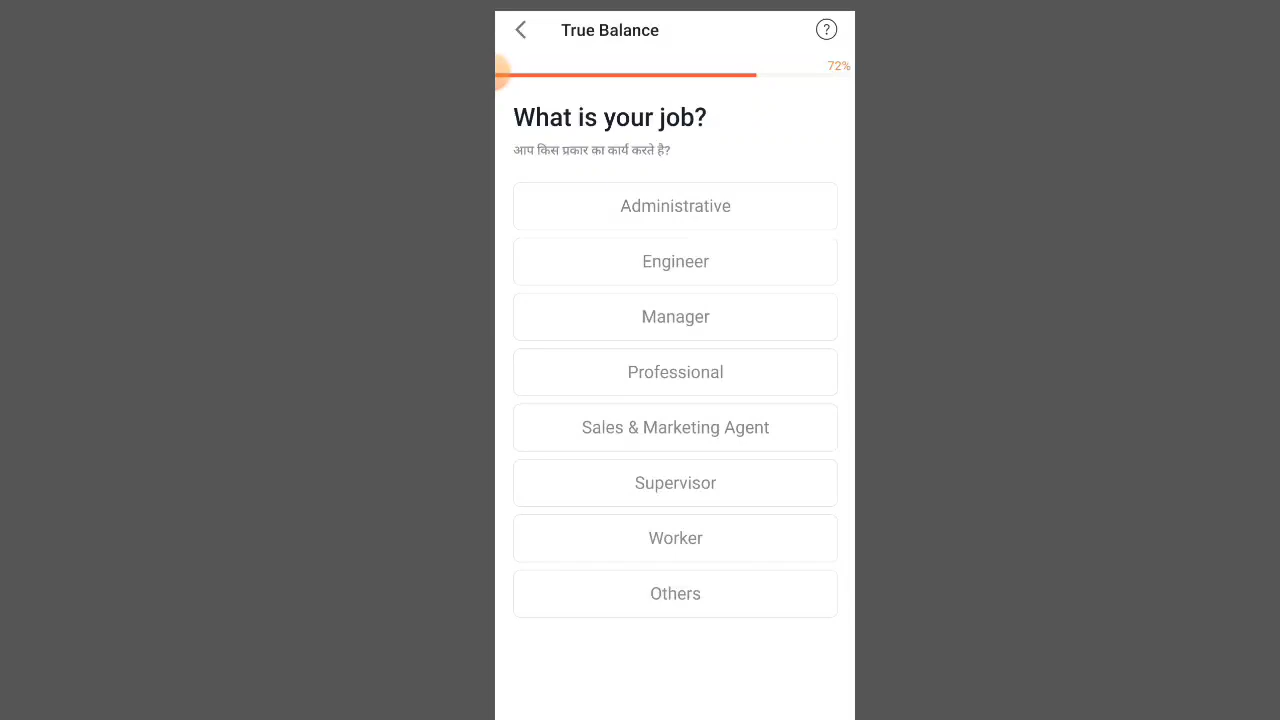 True Balance
?
72%
What is your job?
आप किस प्रकार का कार्य करते है?
Administrative
Engineer
Manager
Professional
Sales & Marketing Agent
Supervisor
Worker
Others